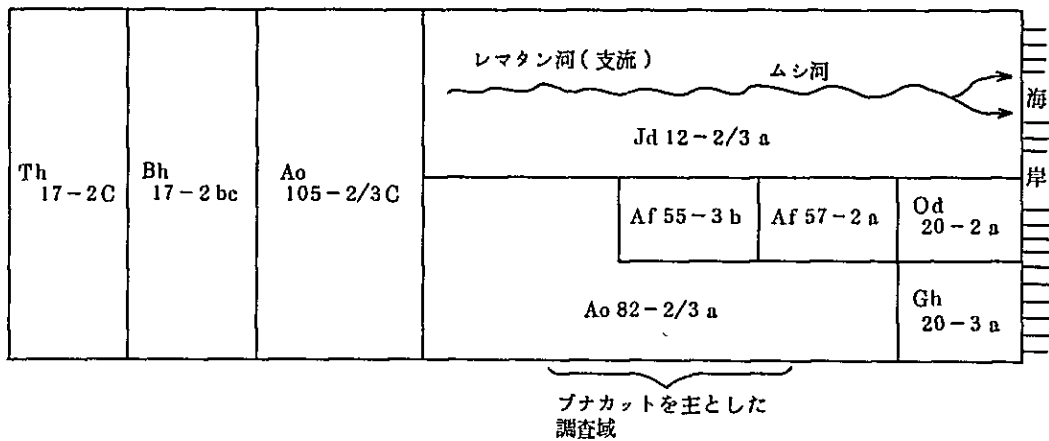 レマタン河(支流)
ムシ河
海
岸
Jd 12-2/3 a
Th
17-2C
Bh
17-2 bc
Ao
105-2/3C
Af 55-3 b
Af 57-2 a
Od
20-2 a
Ao 82-2/3 a
Gh
20-3 a
ブナカットを主とした
調査域